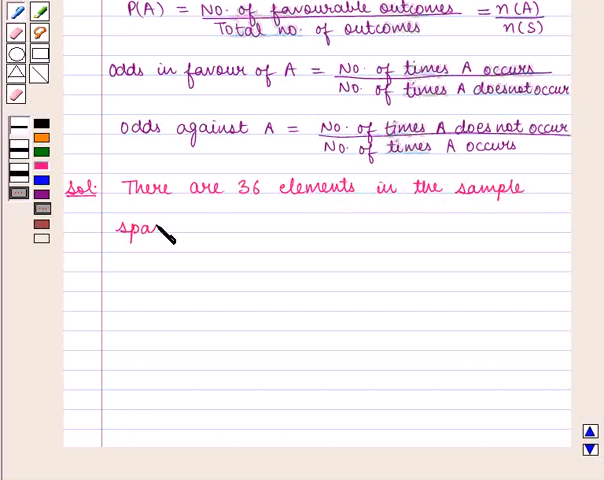 P(A) = No. of favourable outcomes / Total no. of outcomes = n(A) / n(S)
Odds in favour of A = No. of times A occurs / No. of times A does not occur
Odds against A = No. of times A does not occur / No. of times A occurs
Sol. There are 36 elements in the sample
spa